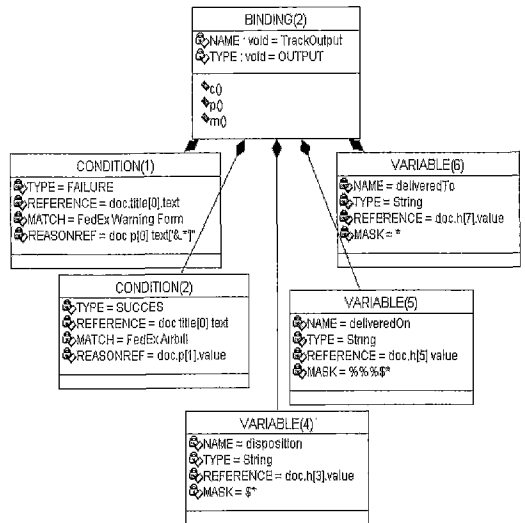 BINDING(2)
NAME : void = TrackOutput
TYPE : void = OUTPUT
c()
p()
m()
CONDITION(1)
TYPE = FAILURE
REFERENCE = doc.title[0].text
MATCH = FedEx Warning Form
REASONREF = doc.p[0].text['&.*]"
CONDITION(2)
TYPE = SUCCES
REFERENCE = doc.title[0].text
MATCH = FedEx Airbill
REASONREF = doc.p[1].value
VARIABLE(4)
NAME = disposition
TYPE = String
REFERENCE = doc.h[3].value
MASK = $*
VARIABLE(5)
NAME = deliveredOn
TYPE = String
REFERENCE = doc.h[5].value
MASK = %%%$*
VARIABLE(6)
NAME = deliveredTo
TYPE = String
REFERENCE = doc.h[7].value
MASK = *